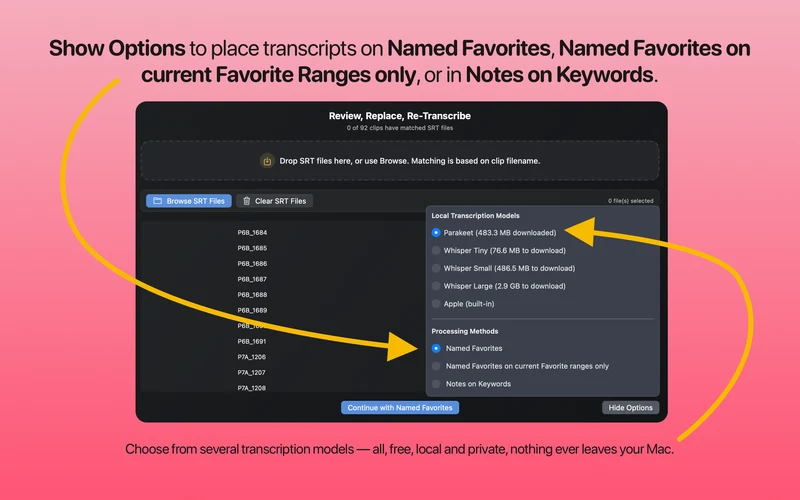 Show Options to place transcripts on Named Favorites, Named Favorites on
current Favorite Ranges only, or in Notes on Keywords.
Review, Replace, Re-Transcribe
0 of 92 clips have matched SRT files
Drop SRT files here, or use Browse. Matching is based on clip filename.
Browse SRT Files
Clear SRT Files
0 file(s) selected
P6B_1684
P6B_1685
P6B_1686
P6B_1687
P6B_1688
P6B_1689
P6B_1691
P7A_1206
P7A_1207
P7A_1208
Local Transcription Models
Parakeet (483.3 MB downloaded)
Whisper Tiny (76.6 MB to download)
Whisper Small (486.5 MB to download)
Whisper Large (2.9 GB to download)
Apple (built-in)
Processing Methods
Named Favorites
Named Favorites on current Favorite ranges only
Notes on Keywords
Continue with Named Favorites
Hide Options
Choose from several transcription models — all, free, local and private, nothing ever leaves your Mac.